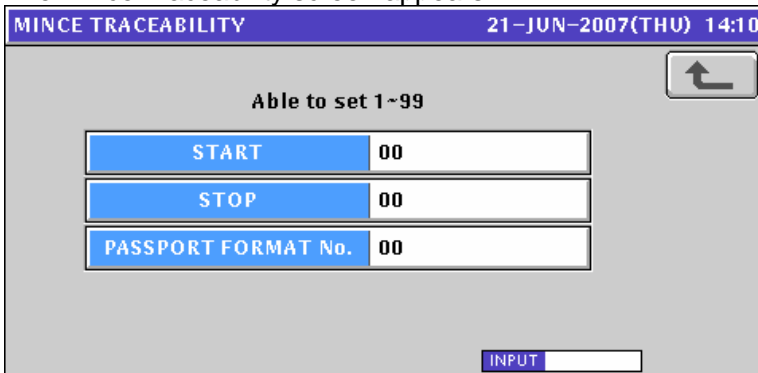 MINCE TRACEABILITY 21-JUN-2007(THU) 14:10
Able to set 1~99
START 00
STOP 00
PASSPORT FORMAT No. 00
INPUT